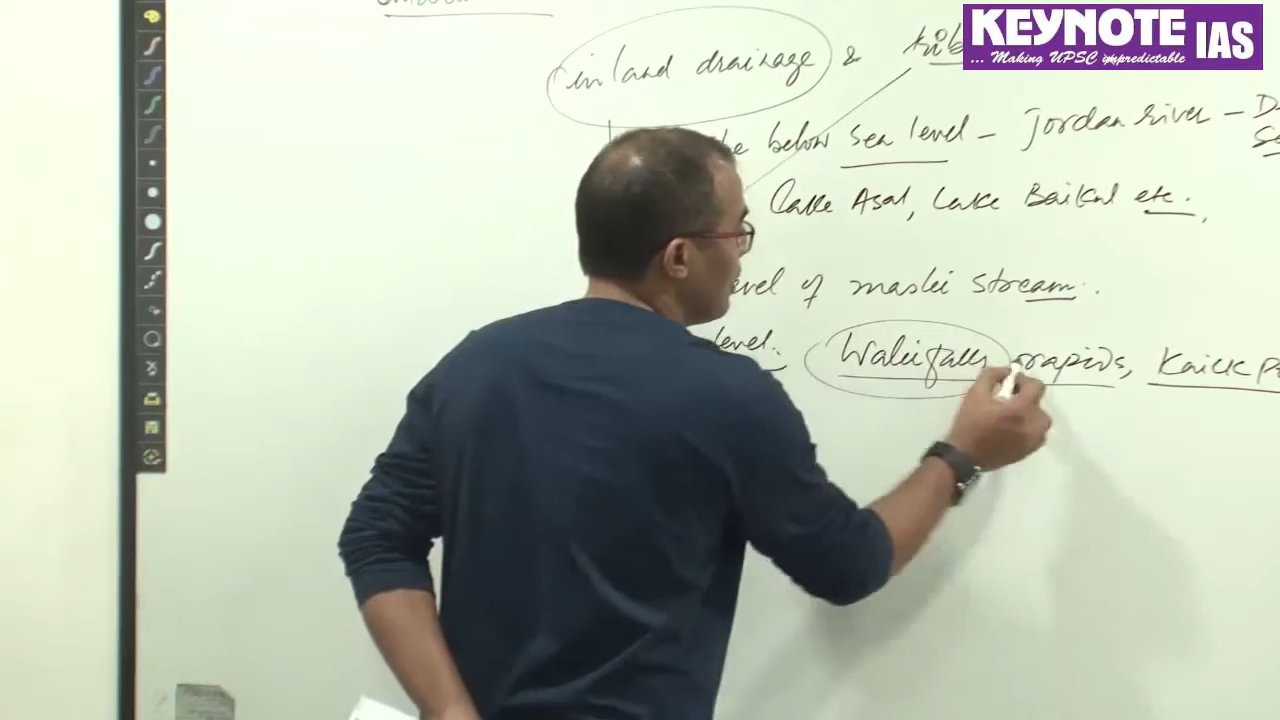 KEYNOTE IAS
... Making UPSC impredictable
inland drainage &
below sea level - Jordan river -
Lake Asal, Lake Baikal etc.,
level of master stream.
level. Waterfalls, rapids,